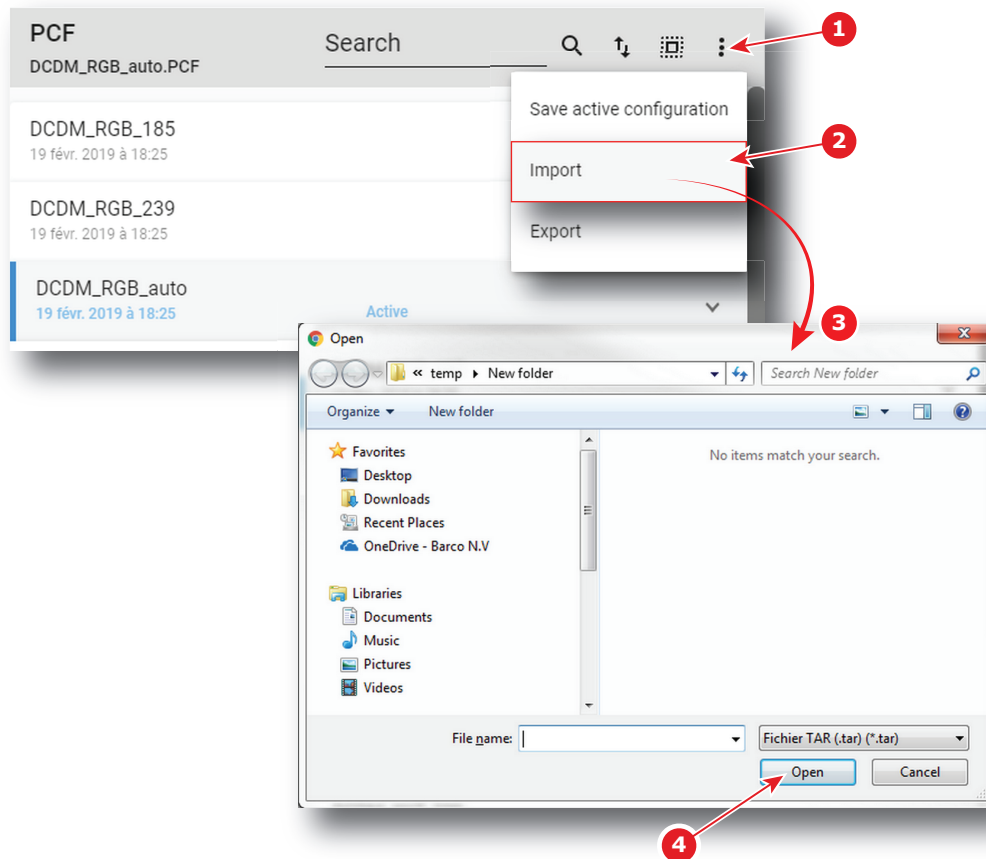 PCF
DCDM_RGB_auto.PCF
Search
1
Save active configuration
2
Import
Export
DCDM_RGB_185
19 févr. 2019 à 18:25
DCDM_RGB_239
19 févr. 2019 à 18:25
DCDM_RGB_auto
19 févr. 2019 à 18:25 Active
3
Open
« temp New folder
Search New folder
Organize New folder
Favorites
Desktop
Downloads
Recent Places
OneDrive - Barco N.V
Libraries
Documents
Music
Pictures
Videos
No items match your search.
File name:
Fichier TAR (.tar) (*.tar)
Open Cancel
4